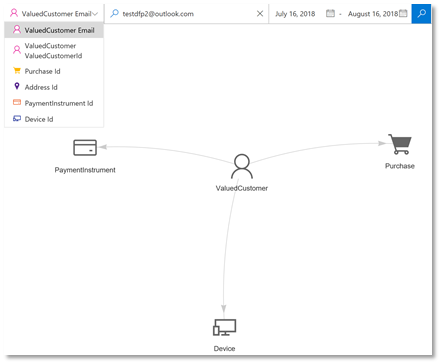 ValuedCustomer Email
testdfp2@outlook.com
July 16, 2018 - August 16, 2018
ValuedCustomer Email
ValuedCustomer
ValuedCustomerId
Purchase Id
Address Id
PaymentInstrument Id
Device Id
PaymentInstrument
Purchase
ValuedCustomer
Device